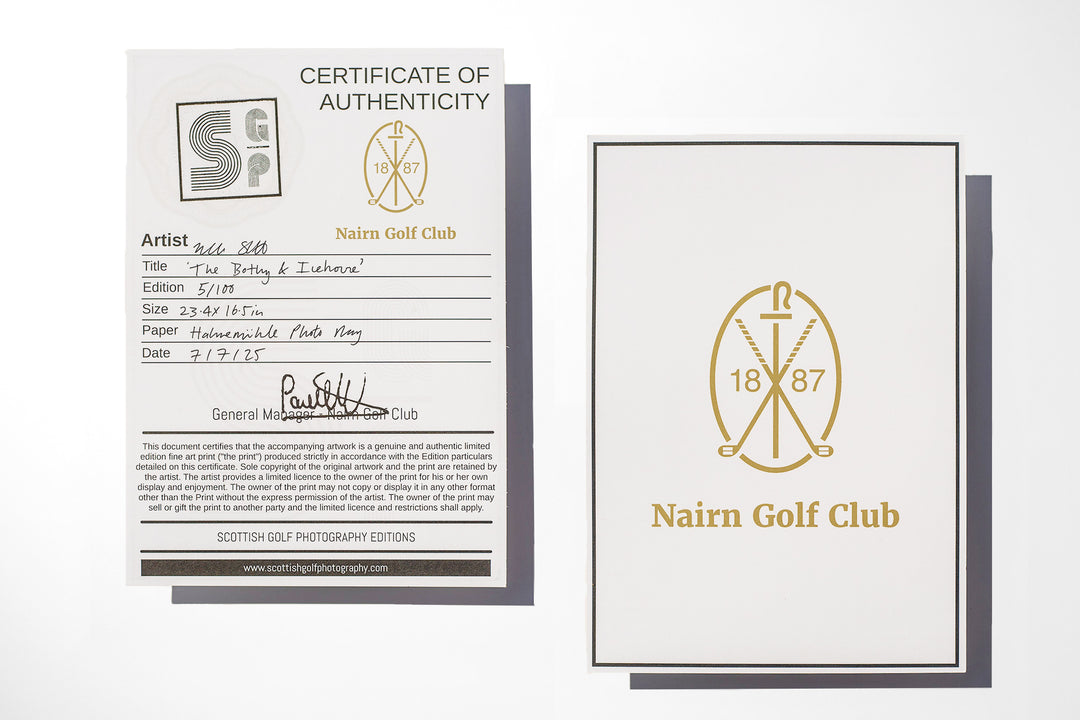 CERTIFICATE OF
AUTHENTICITY
S G P
18 87
Nairn Golf Club
Artist
Title 'The Bothy & Icehouse'
Edition 5/100
Size 23.4x 16.5in
Paper Photo
Date 7/7/25
General Manager - Nairn Golf Club
This document certifies that the accompanying artwork is a genuine and authentic limited
edition fine art print ("the print") produced strictly in accordance with the Edition particulars
detailed on this certificate. Sole copyright of the original artwork and the print are retained by
the artist. The artist provides a limited licence to the owner of the print for his or her own
display and enjoyment. The owner of the print may not copy or display it in any other format
other than the Print without the express permission of the artist. The owner of the print may
sell or gift the print to another party and the limited licence and restrictions shall apply.
SCOTTISH GOLF PHOTOGRAPHY EDITIONS
www.scottishgolfphotography.com
18 87
Nairn Golf Club